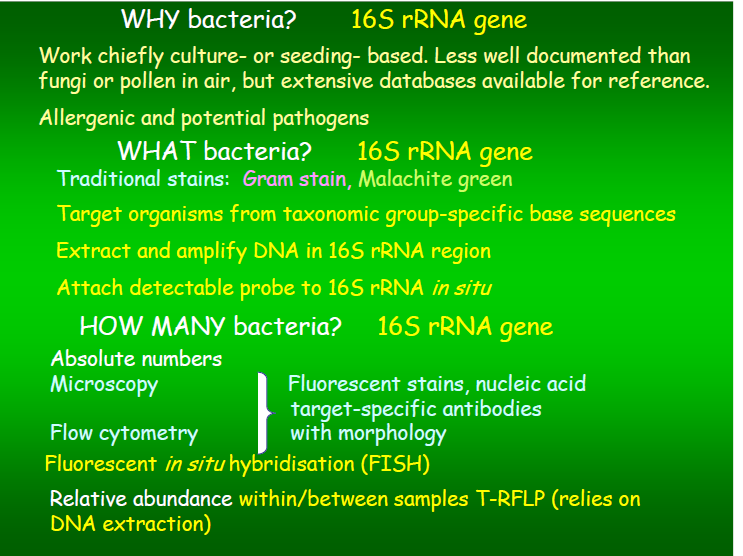 WHY bacteria? 16S rRNA gene
Work chiefly culture- or seeding- based. Less well documented than
fungi or pollen in air, but extensive databases available for reference.
Allergenic and potential pathogens
WHAT bacteria? 16S rRNA gene
Traditional stains: Gram stain, Malachite green
Target organisms from taxonomic group-specific base sequences
Extract and amplify DNA in 16S rRNA region
Attach detectable probe to 16S rRNA in situ
HOW MANY bacteria? 16S rRNA gene
Absolute numbers
Microscopy
Fluorescent stains, nucleic acid
target-specific antibodies
Flow cytometry
with morphology
Fluorescent in situ hybridisation (FISH)
Relative abundance within/between samples T-RFLP (relies on
DNA extraction)